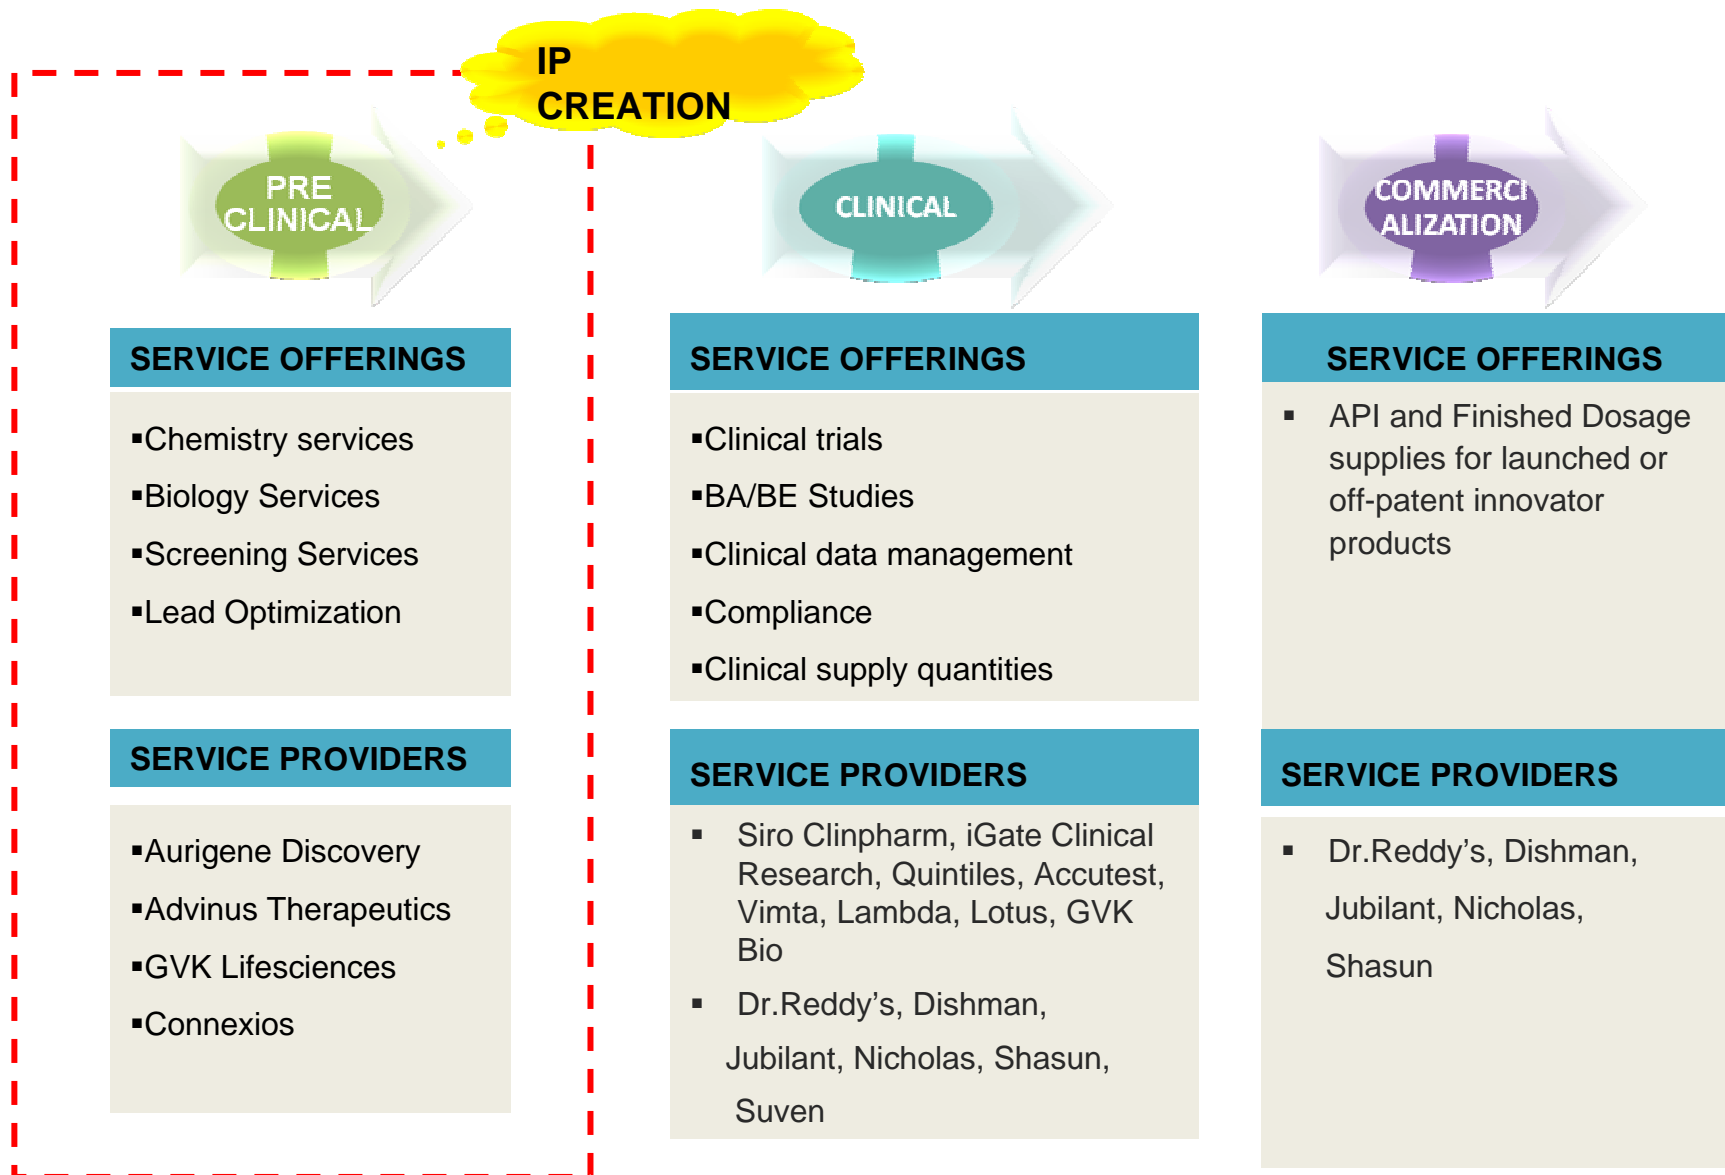 IP
CREATION
PRE
CLINICAL
SERVICE OFFERINGS
▪Chemistry services
▪Biology Services
▪Screening Services
▪Lead Optimization
SERVICE PROVIDERS
▪Aurigene Discovery
▪Advinus Therapeutics
▪GVK Lifesciences
▪Connexios
CLINICAL
SERVICE OFFERINGS
▪Clinical trials
▪BA/BE Studies
▪Clinical data management
▪Compliance
▪Clinical supply quantities
SERVICE PROVIDERS
▪ Siro Clinpharm, iGate Clinical
Research, Quintiles, Accutest,
Vimta, Lambda, Lotus, GVK
Bio
▪ Dr.Reddy’s, Dishman,
Jubilant, Nicholas, Shasun,
Suven
COMMERCI
ALIZATION
SERVICE OFFERINGS
▪ API and Finished Dosage
supplies for launched or
off-patent innovator
products
SERVICE PROVIDERS
▪ Dr.Reddy’s, Dishman,
Jubilant, Nicholas,
Shasun